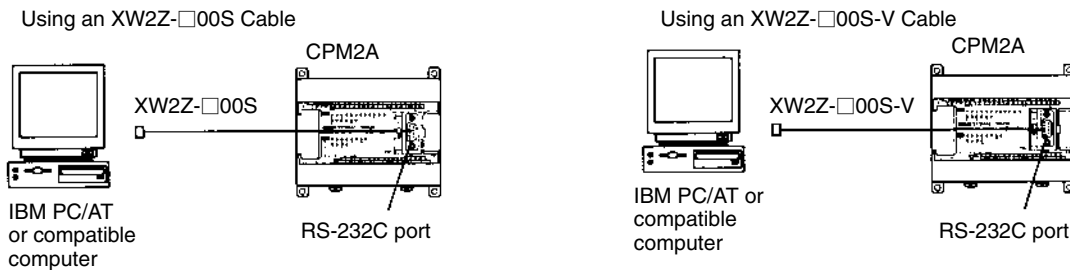 Using an XW2Z-□00S Cable
CPM2A
XW2Z-□00S
IBM PC/AT
or compatible
computer
RS-232C port
Using an XW2Z-□00S-V Cable
CPM2A
XW2Z-□00S-V
IBM PC/AT or
compatible
computer
RS-232C port